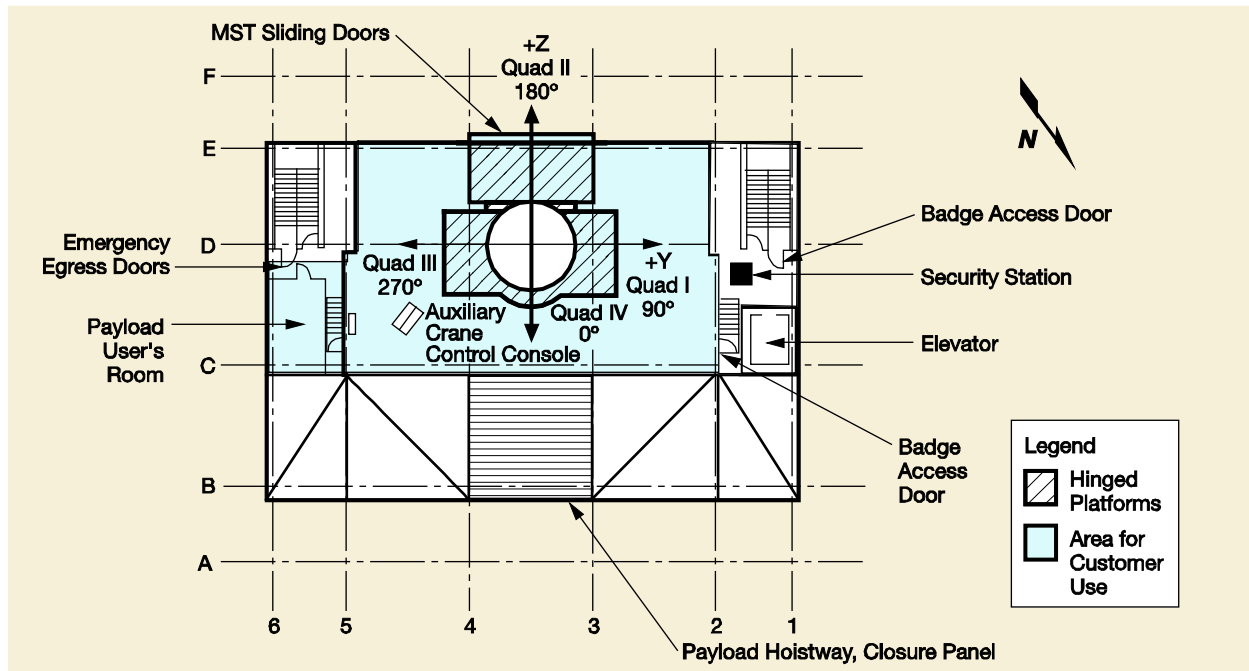 MST Sliding Doors
+Z
Quad II
180°
F
N
E
Badge Access Door
Emergency
Egress Doors
D
Quad III
270°
+Y
Quad I
90°
Security Station
Payload
User's
Room
Auxiliary
Crane
Control Console
Quad IV
0°
Elevator
C
Badge
Access
Door
Legend
Hinged
Platforms
Area for
Customer
Use
B
A
6 5 4 3 2 1
Payload Hoistway, Closure Panel